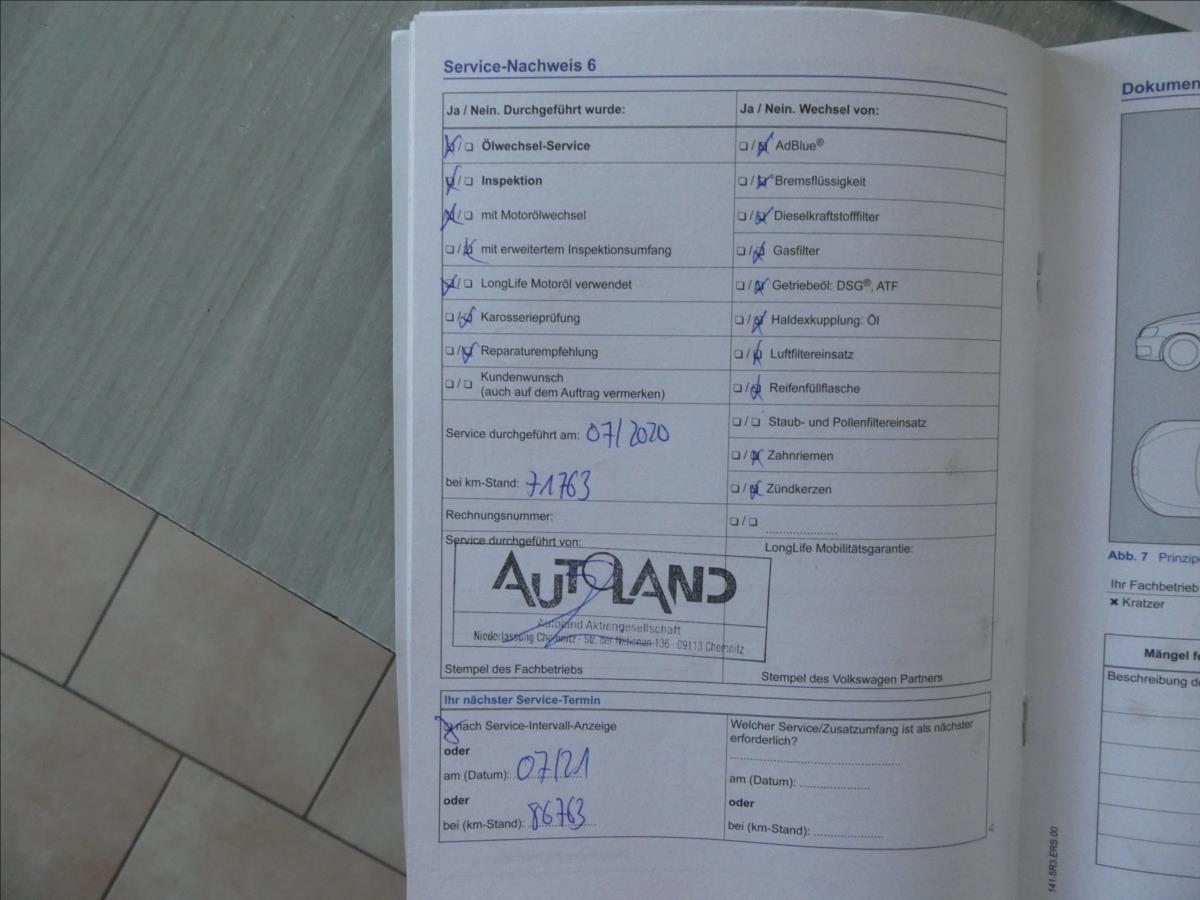 Service-Nachweis 6
Ja / Nein. Durchgeführt wurde:
Ölwechsel-Service
Inspektion
mit Motorölwechsel
mit erweitertem Inspektionsumfang
LongLife Motoröl verwendet
Karosserieprüfung
Reparaturempfehlung
Kundenwunsch
(auch auf dem Auftrag vermerken)
Service durchgeführt am: 07/2020
bei km-Stand: 71763
Rechnungsnummer:
Service durchgeführt von:
AUTOLAND
Autoland Aktiengesellschaft
Niederlassung Chemnitz - Str. der Nationen 136 - 09113 Chemnitz
Stempel des Fachbetriebs
Ja / Nein. Wechsel von:
AdBlue®
Bremsflüssigkeit
Dieselkraftstofffilter
Gasfilter
Getriebeöl: DSG®, ATF
Haldexkupplung: Öl
Luftfiltereinsatz
Reifenfüllflasche
Staub- und Pollenfiltereinsatz
Zahnriemen
Zündkerzen
LongLife Mobilitätsgarantie:
Stempel des Volkswagen Partners
Ihr nächster Service-Termin
nach Service-Intervall-Anzeige
oder
am (Datum): 07/21
oder
bei (km-Stand): 86763
Welcher Service/Zusatzumfang ist als nächster
erforderlich?
am (Datum):
oder
bei (km-Stand):
141.5R3.ERS.00
Dokumen
Abb. 7 Prinzip
Ihr Fachbetrieb
Kratzer
Mängel f
Beschreibung d